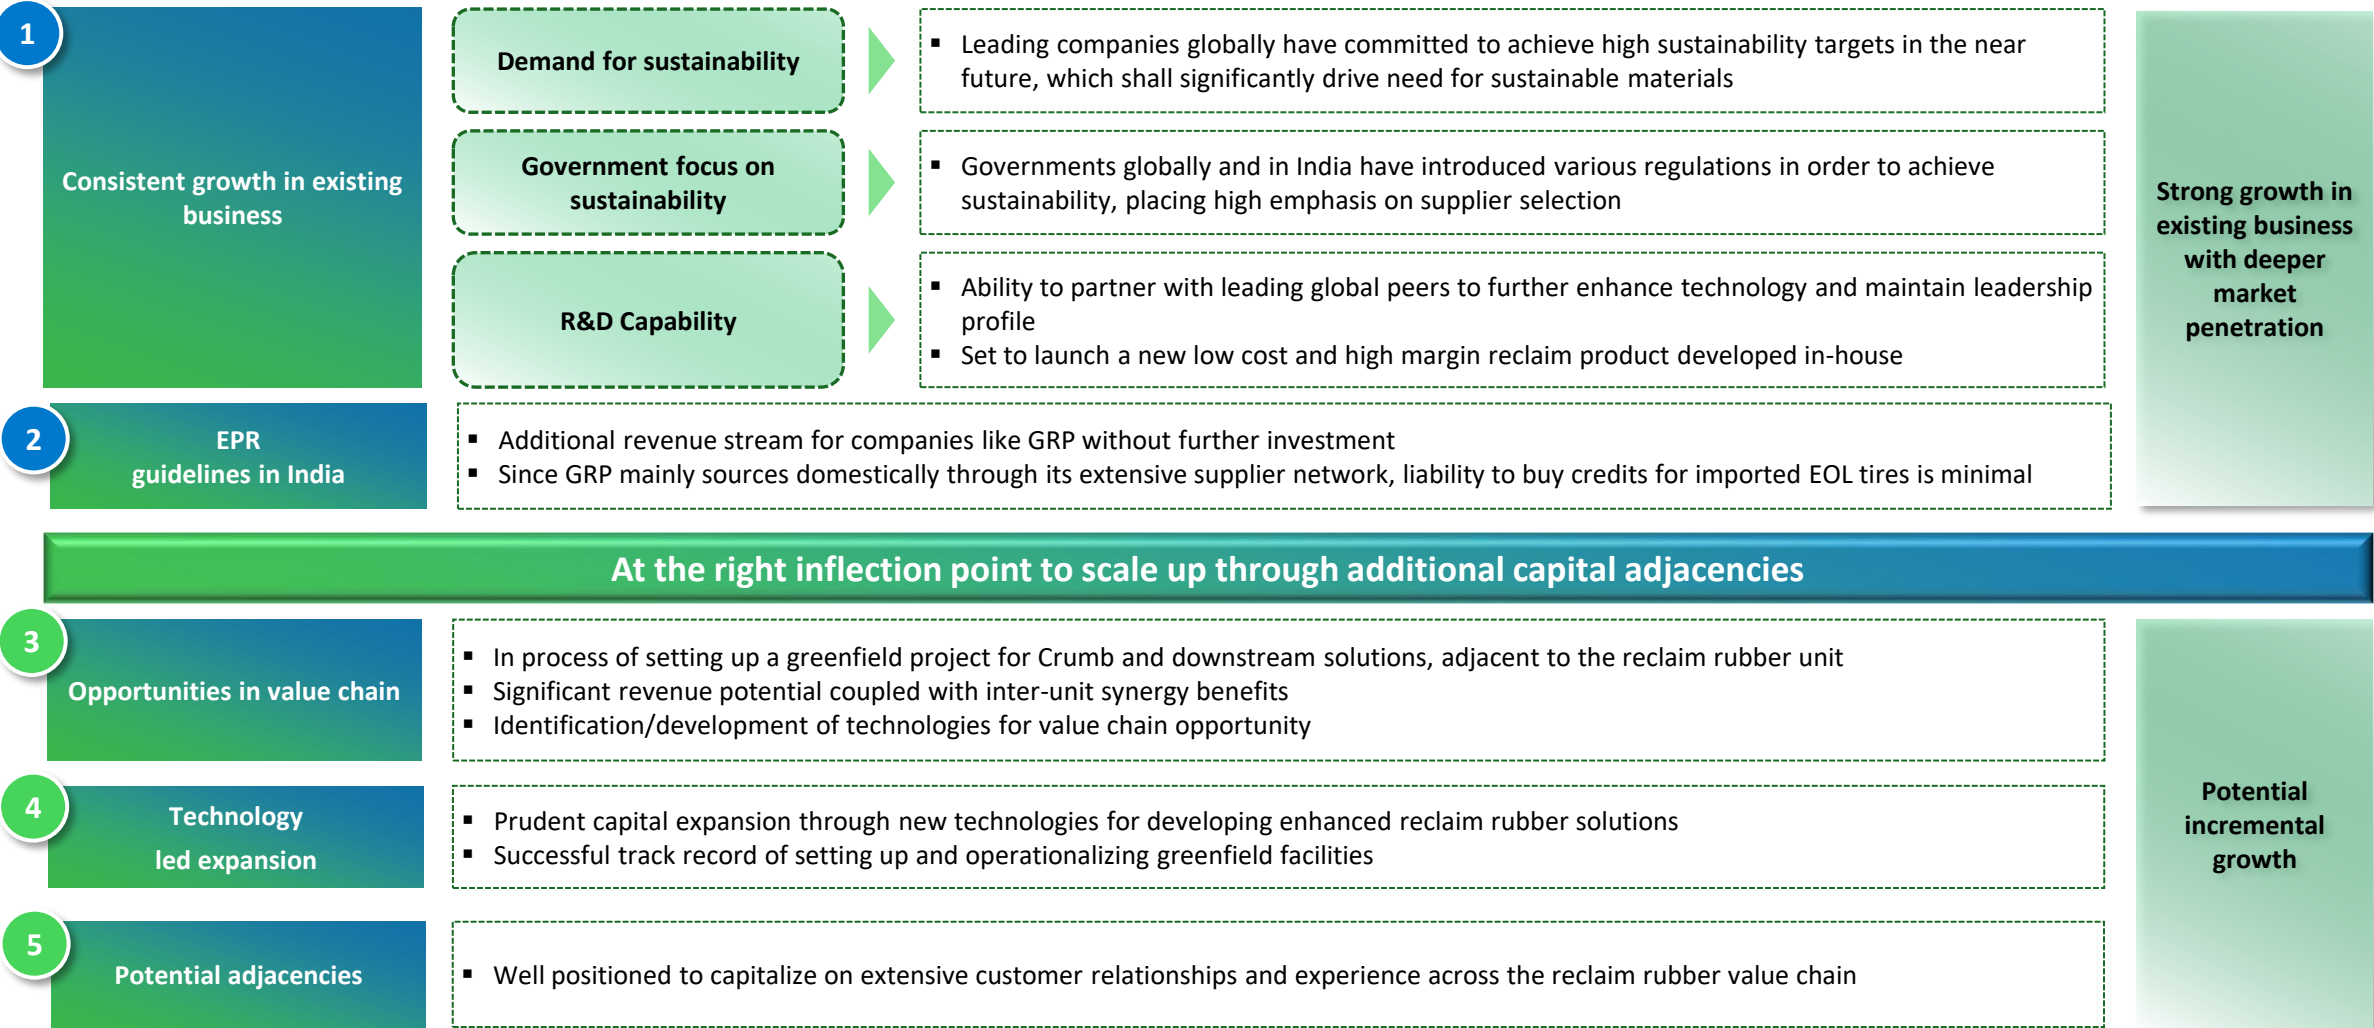 1
Consistent growth in existing
business
Demand for sustainability
▪ Leading companies globally have committed to achieve high sustainability targets in the near
future, which shall significantly drive need for sustainable materials
Government focus on
sustainability
▪ Governments globally and in India have introduced various regulations in order to achieve
sustainability, placing high emphasis on supplier selection
R&D Capability
▪ Ability to partner with leading global peers to further enhance technology and maintain leadership
profile
▪ Set to launch a new low cost and high margin reclaim product developed in-house
2
EPR
guidelines in India
▪ Additional revenue stream for companies like GRP without further investment
▪ Since GRP mainly sources domestically through its extensive supplier network, liability to buy credits for imported EOL tires is minimal
Strong growth in
existing business
with deeper
market
penetration
At the right inflection point to scale up through additional capital adjacencies
3
Opportunities in value chain
▪ In process of setting up a greenfield project for Crumb and downstream solutions, adjacent to the reclaim rubber unit
▪ Significant revenue potential coupled with inter-unit synergy benefits
▪ Identification/development of technologies for value chain opportunity
4
Technology
led expansion
▪ Prudent capital expansion through new technologies for developing enhanced reclaim rubber solutions
▪ Successful track record of setting up and operationalizing greenfield facilities
5
Potential adjacencies
▪ Well positioned to capitalize on extensive customer relationships and experience across the reclaim rubber value chain
Potential
incremental
growth